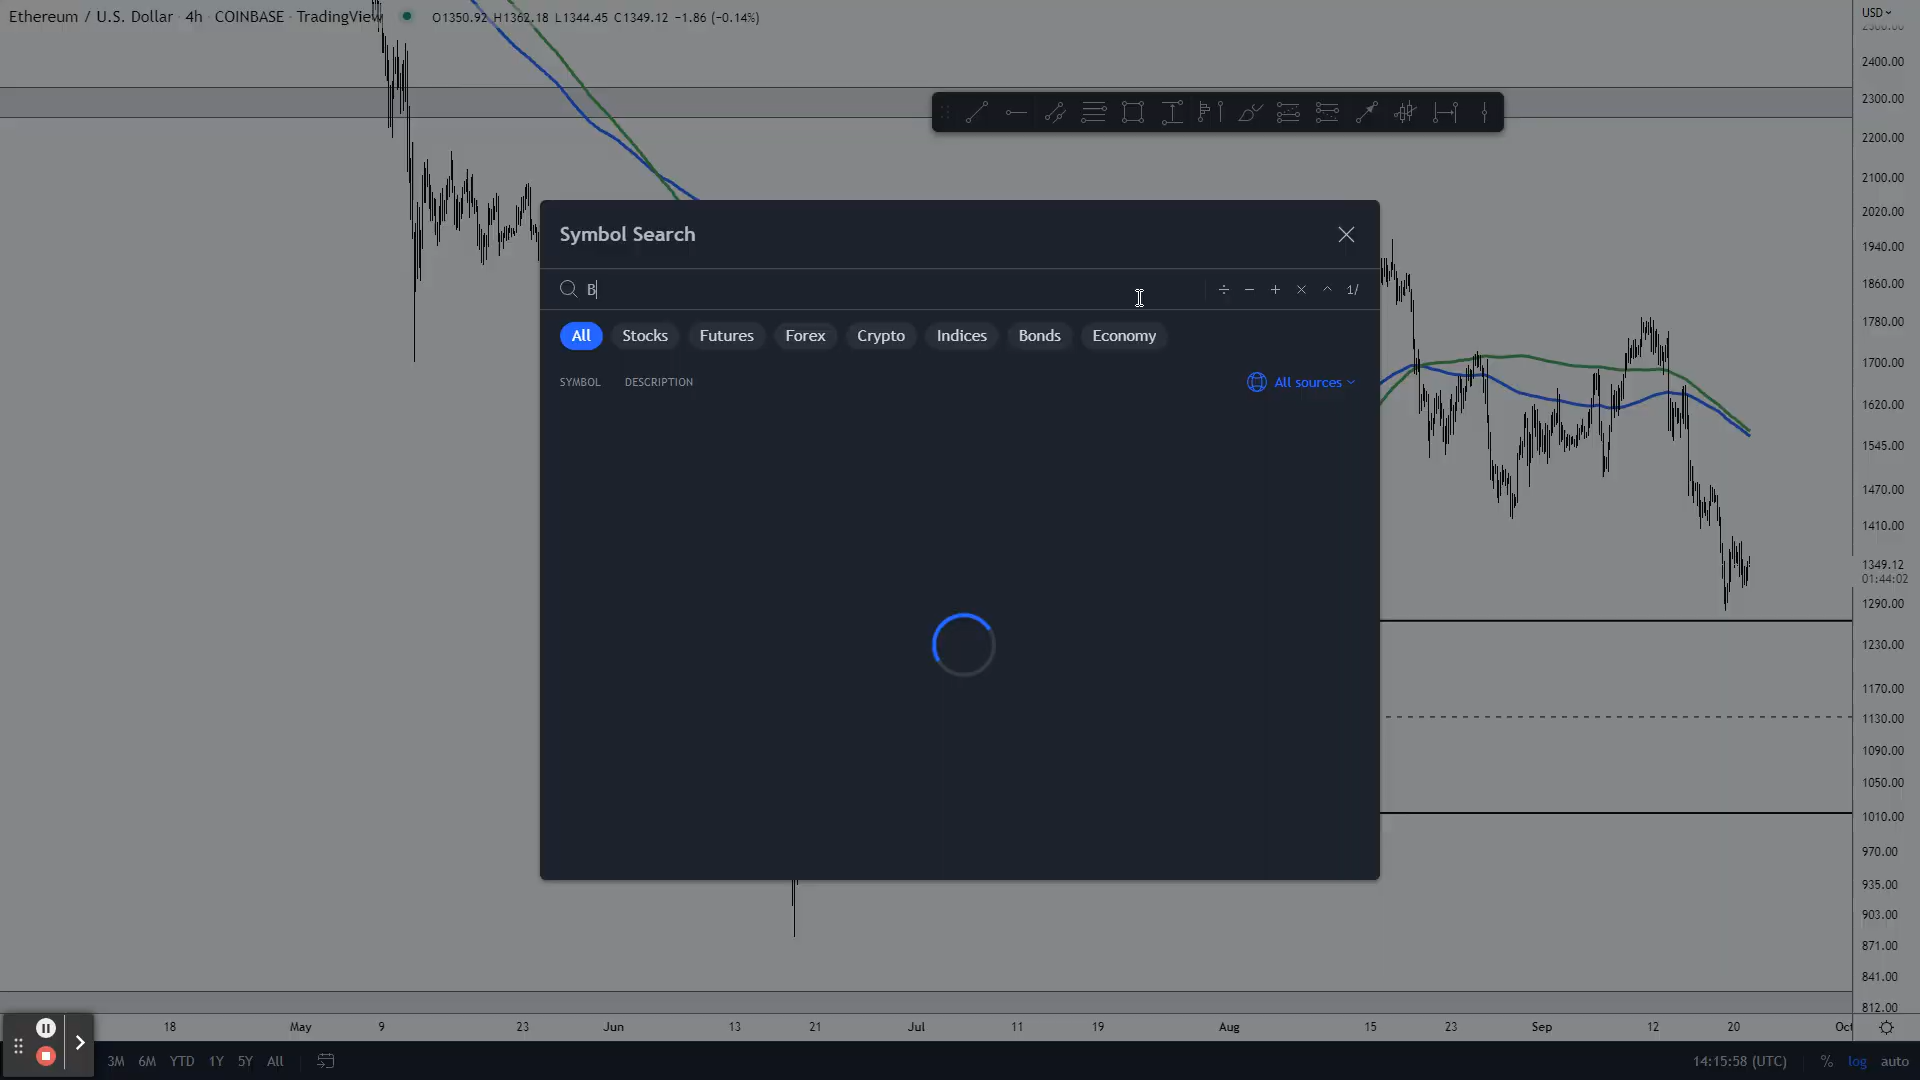 Ethereum / U.S. Dollar · 4h · COINBASE · TradingView
O1350.92 H1362.18 L1344.45 C1349.12 −1.86 (−0.14%)
USD
2400.00
2300.00
2200.00
2100.00
2020.00
1940.00
1860.00
1780.00
1700.00
1620.00
1545.00
1470.00
1410.00
1349.12
01:44:02
1290.00
1230.00
1170.00
1130.00
1090.00
1050.00
1010.00
970.00
935.00
903.00
871.00
841.00
812.00
Symbol Search
B
÷ − + × ^ 1/
All Stocks Futures Forex Crypto Indices Bonds Economy
SYMBOL DESCRIPTION
All sources
18 May 9 23 Jun 13 21 Jul 11 19 Aug 15 23 Sep 12 20 Oct
3M 6M YTD 1Y 5Y All
14:15:58 (UTC) % log auto